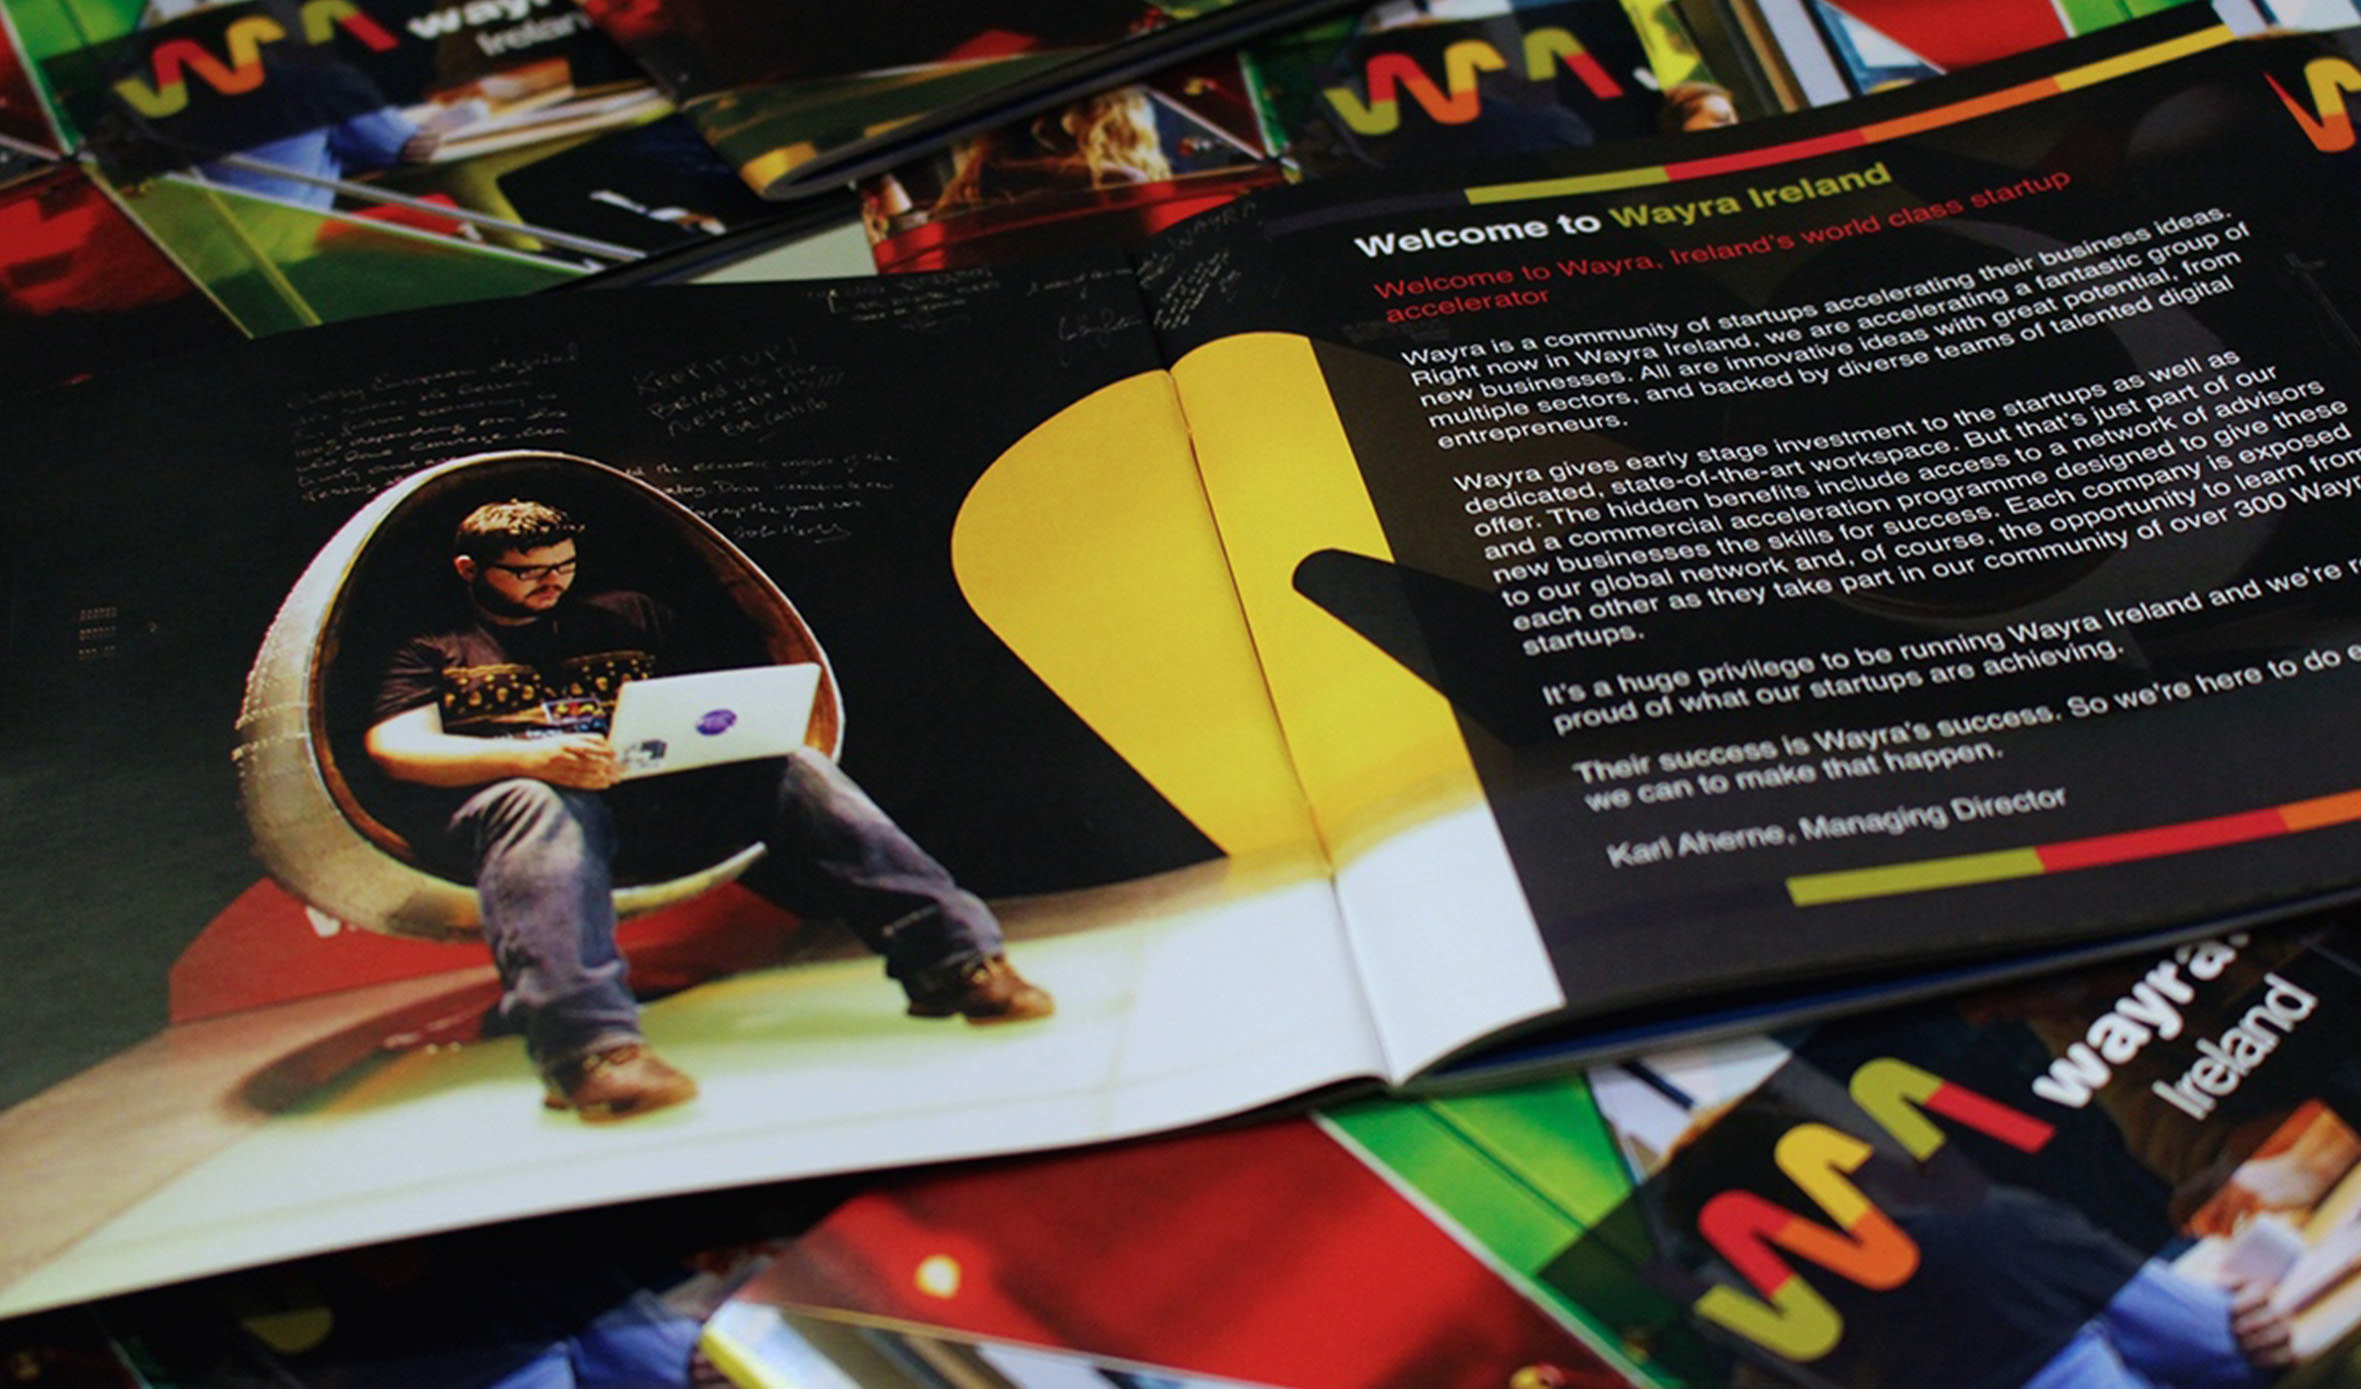 wayra
Ireland
Welcome to Wayra Ireland
Welcome to Wayra, Ireland's world class startup
accelerator
Wayra is a community of startups accelerating their business ideas.
Right now in Wayra Ireland, we are accelerating a fantastic group of
new businesses. All are innovative ideas with great potential, from
multiple sectors, and backed by diverse teams of talented digital
entrepreneurs.
Wayra gives early stage investment to the startups as well as
dedicated, state-of-the-art workspace. But that's just part of our
offer. The hidden benefits include access to a network of advisors
and a commercial acceleration programme designed to give these
new businesses the skills for success. Each company is exposed
to our global network and, of course, the opportunity to learn from
each other as they take part in our community of over 300 Wayr
startups.
It's a huge privilege to be running Wayra Ireland and we're
proud of what our startups are achieving.
Their success is Wayra's success. So we're here to do
we can to make that happen.
Karl Aherne, Managing Director
KEEP IT UP!
wayra
Ireland